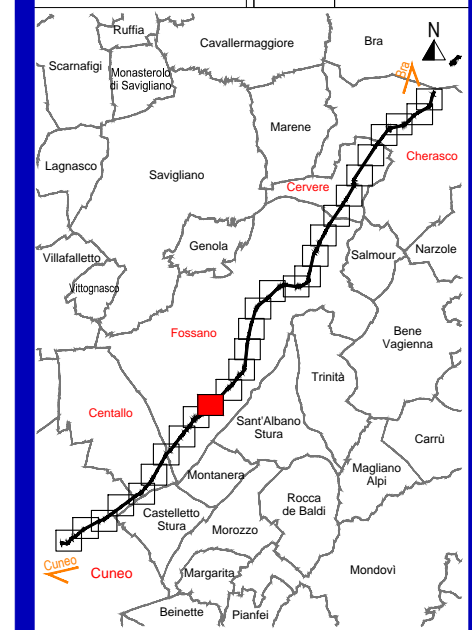 Ruffia
Cavallermaggiore
Bra
N
Scarnafigi
Monasterolo
di Savigliano
Bra
Marene
Cherasco
Lagnasco
Savigliano
Cervere
Genola
Salmour
Narzole
Villafalletto
Vittognasco
Fossano
Bene
Vagienna
Trinità
Centallo
Sant'Albano
Stura
Carrù
Magliano
Alpi
Montanera
Rocca
de Baldi
Castelletto
Stura
Morozzo
Mondovì
Cuneo
Cuneo
Margarita
Beinette
Pianfei